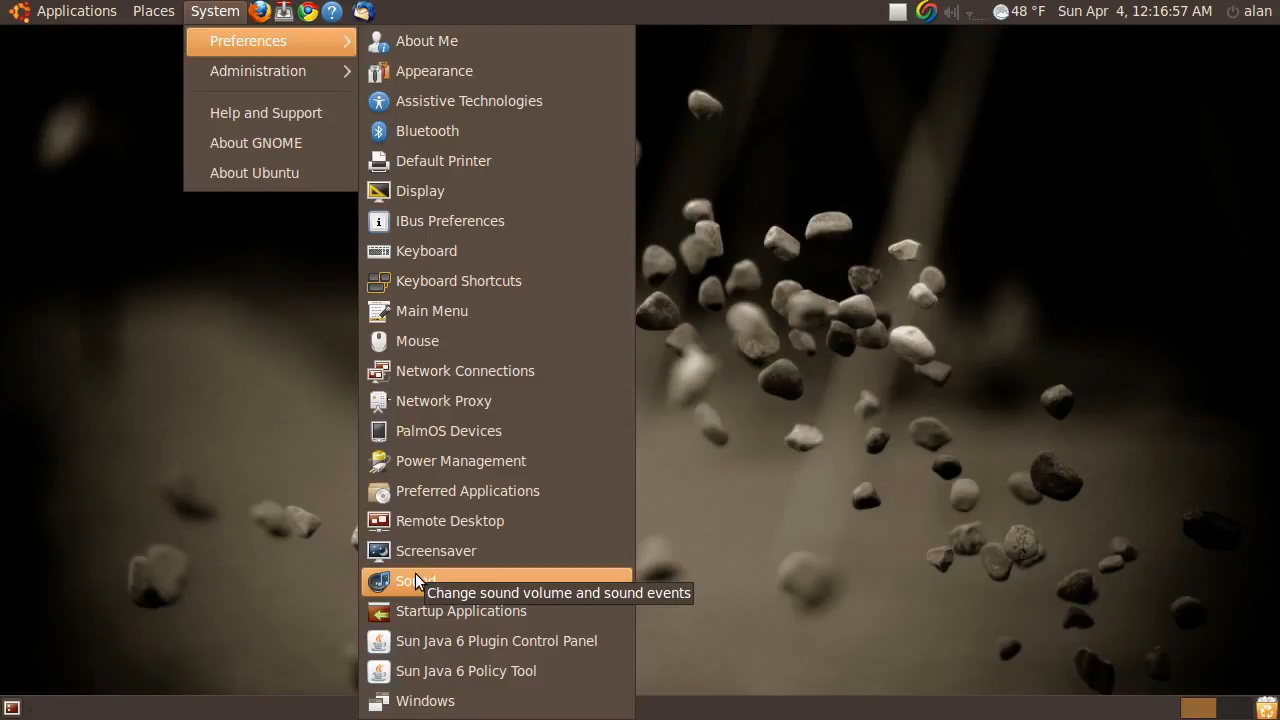 Applications Places System 48 °F Sun Apr 4, 12:16:57 AM alan
Preferences
Administration
Help and Support
About GNOME
About Ubuntu
About Me
Appearance
Assistive Technologies
Bluetooth
Default Printer
Display
IBus Preferences
Keyboard
Keyboard Shortcuts
Main Menu
Mouse
Network Connections
Network Proxy
PalmOS Devices
Power Management
Preferred Applications
Remote Desktop
Screensaver
Sound
Change sound volume and sound events
Startup Applications
Sun Java 6 Plugin Control Panel
Sun Java 6 Policy Tool
Windows